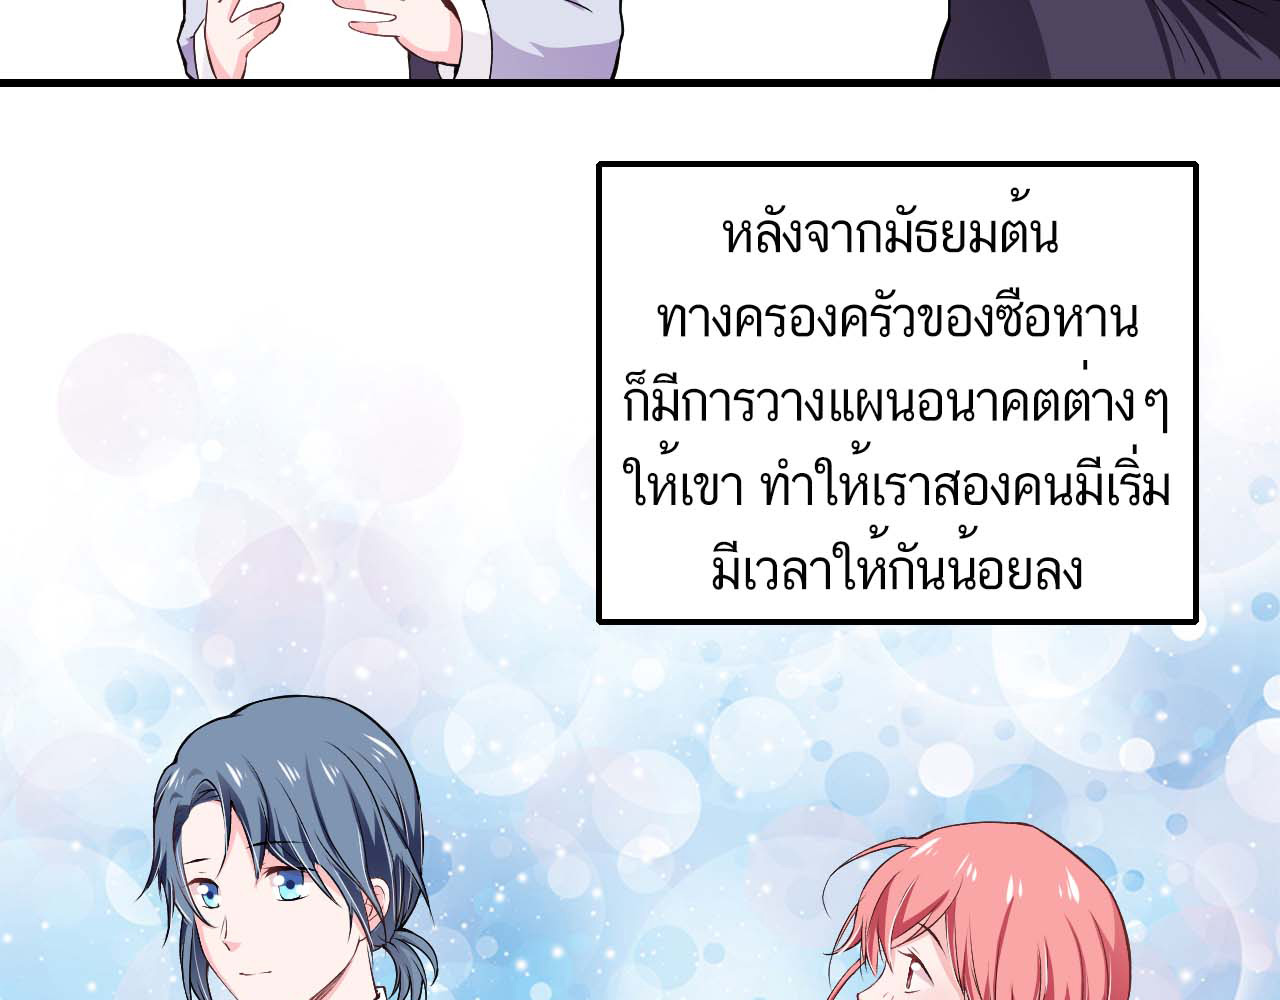 หลังจากมัธยมต้น
ทางครองครัวของซือหาน
ก็มีการวางแผนอนาคตต่างๆ
ให้เขา ทำให้เราสองคนมีเริ่ม
มีเวลาให้กันน้อยลง